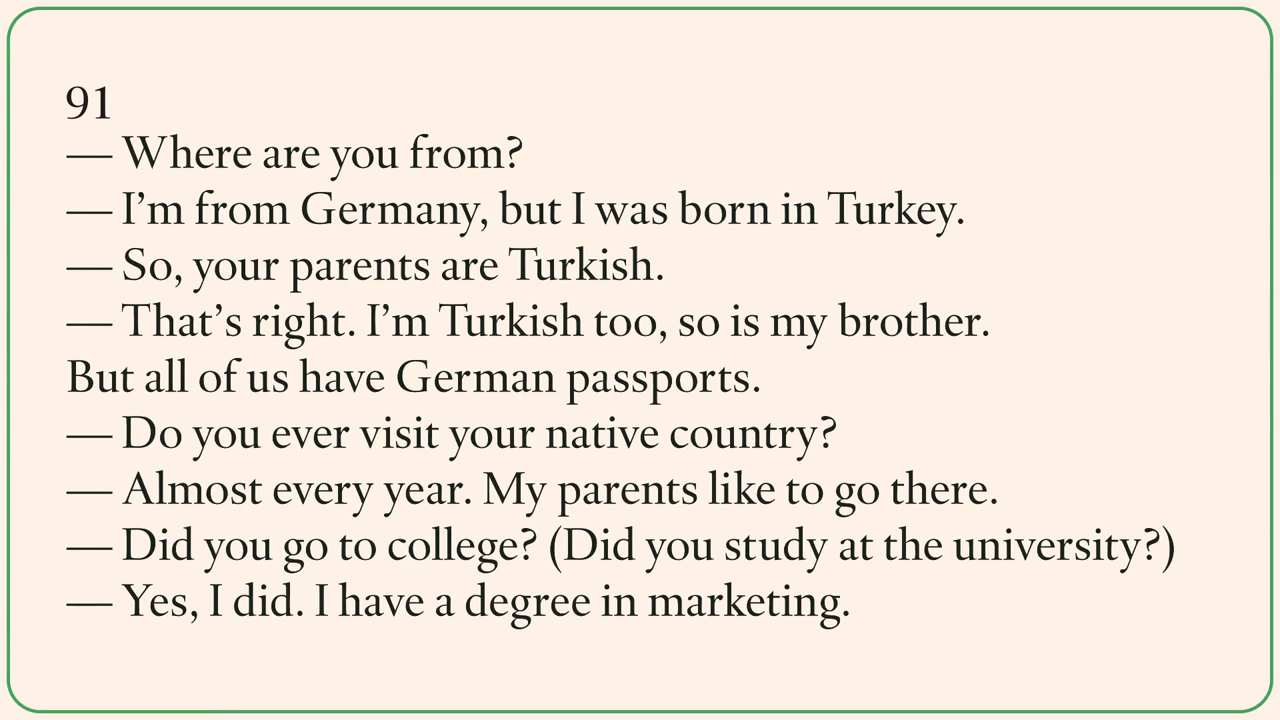 91
— Where are you from?
— I’m from Germany, but I was born in Turkey.
— So, your parents are Turkish.
— That’s right. I’m Turkish too, so is my brother.
But all of us have German passports.
— Do you ever visit your native country?
— Almost every year. My parents like to go there.
— Did you go to college? (Did you study at the university?)
— Yes, I did. I have a degree in marketing.